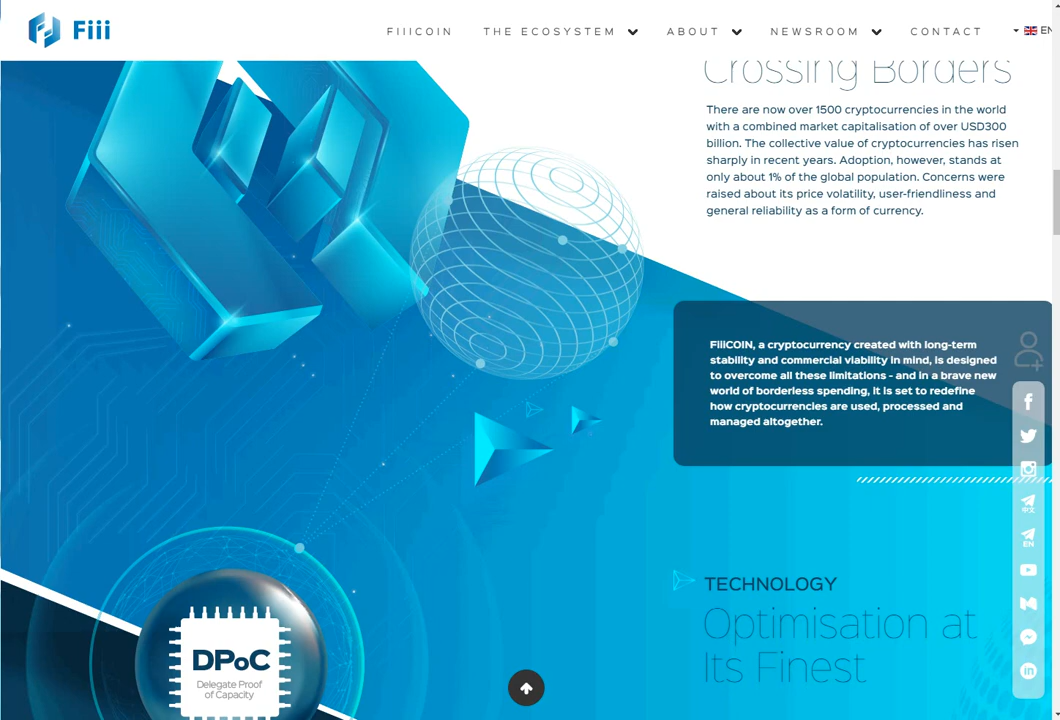 Fiii
FIIICOIN THE ECOSYSTEM ABOUT NEWSROOM CONTACT EN
Crossing Borders
There are now over 1500 cryptocurrencies in the world
with a combined market capitalisation of over USD300
billion. The collective value of cryptocurrencies has risen
sharply in recent years. Adoption, however, stands at
only about 1% of the global population. Concerns were
raised about its price volatility, user-friendliness and
general reliability as a form of currency.
FiiiCOIN, a cryptocurrency created with long-term
stability and commercial viability in mind, is designed
to overcome all these limitations - and in a brave new
world of borderless spending, it is set to redefine
how cryptocurrencies are used, processed and
managed altogether.
中文
EN
in
TECHNOLOGY
Optimisation at
Its Finest
DPoC
Delegate Proof
of Capacity